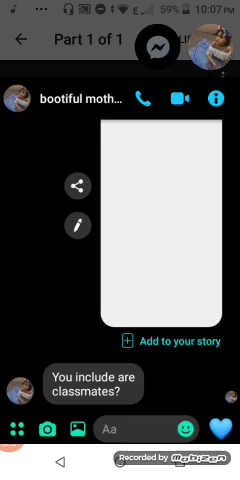 E 59% 10:07 PM
Part 1 of 1
bootiful moth...
Add to your story
You include are
classmates?
Aa
Recorded by mobizen